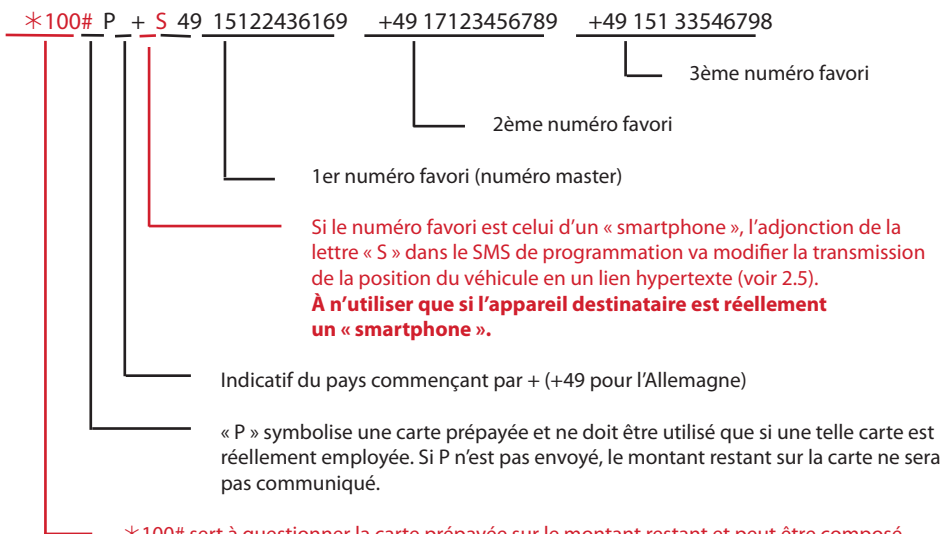 *100# P + S 49 15122436169 +49 17123456789 +49 151 33546798
3ème numéro favori
2ème numéro favori
1er numéro favori (numéro master)
Si le numéro favori est celui d’un « smartphone », l’adjonction de la
lettre « S » dans le SMS de programmation va modifier la transmission
de la position du véhicule en un lien hypertexte (voir 2.5).
À n’utiliser que si l’appareil destinataire est réellement
un « smartphone ».
Indicatif du pays commençant par + (+49 pour l’Allemagne)
« P » symbolise une carte prépayée et ne doit être utilisé que si une telle carte est
réellement employée. Si P n’est pas envoyé, le montant restant sur la carte ne sera
pas communiqué.
*100# sert à questionner la carte prépayée sur le montant restant et peut être composé